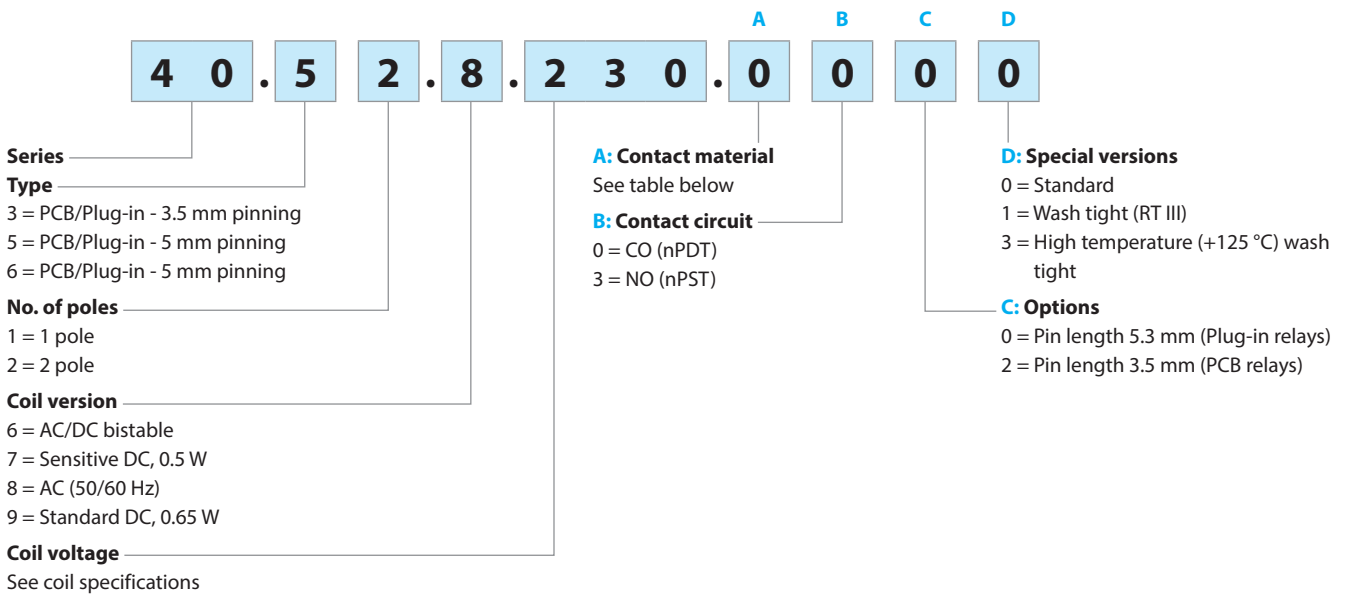 A B C D
4 0 . 5 2 . 8 . 2 3 0 . 0 0 0 0
Series
Type
3 = PCB/Plug-in - 3.5 mm pinning
5 = PCB/Plug-in - 5 mm pinning
6 = PCB/Plug-in - 5 mm pinning
No. of poles
1 = 1 pole
2 = 2 pole
Coil version
6 = AC/DC bistable
7 = Sensitive DC, 0.5 W
8 = AC (50/60 Hz)
9 = Standard DC, 0.65 W
Coil voltage
See coil specifications
A: Contact material
See table below
B: Contact circuit
0 = CO (nPDT)
3 = NO (nPST)
D: Special versions
0 = Standard
1 = Wash tight (RT III)
3 = High temperature (+125 °C) wash
tight
C: Options
0 = Pin length 5.3 mm (Plug-in relays)
2 = Pin length 3.5 mm (PCB relays)